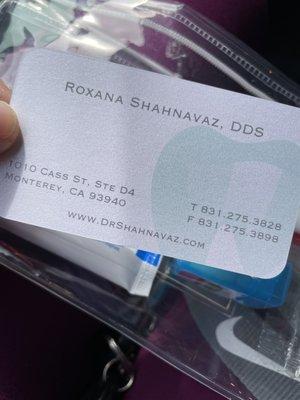 Roxana Shahnavaz, DDS
1010 Cass St, Ste D4
Monterey, CA 93940
T 831.275.3828
F 831.275.3898
www.DrShahnavaz.com